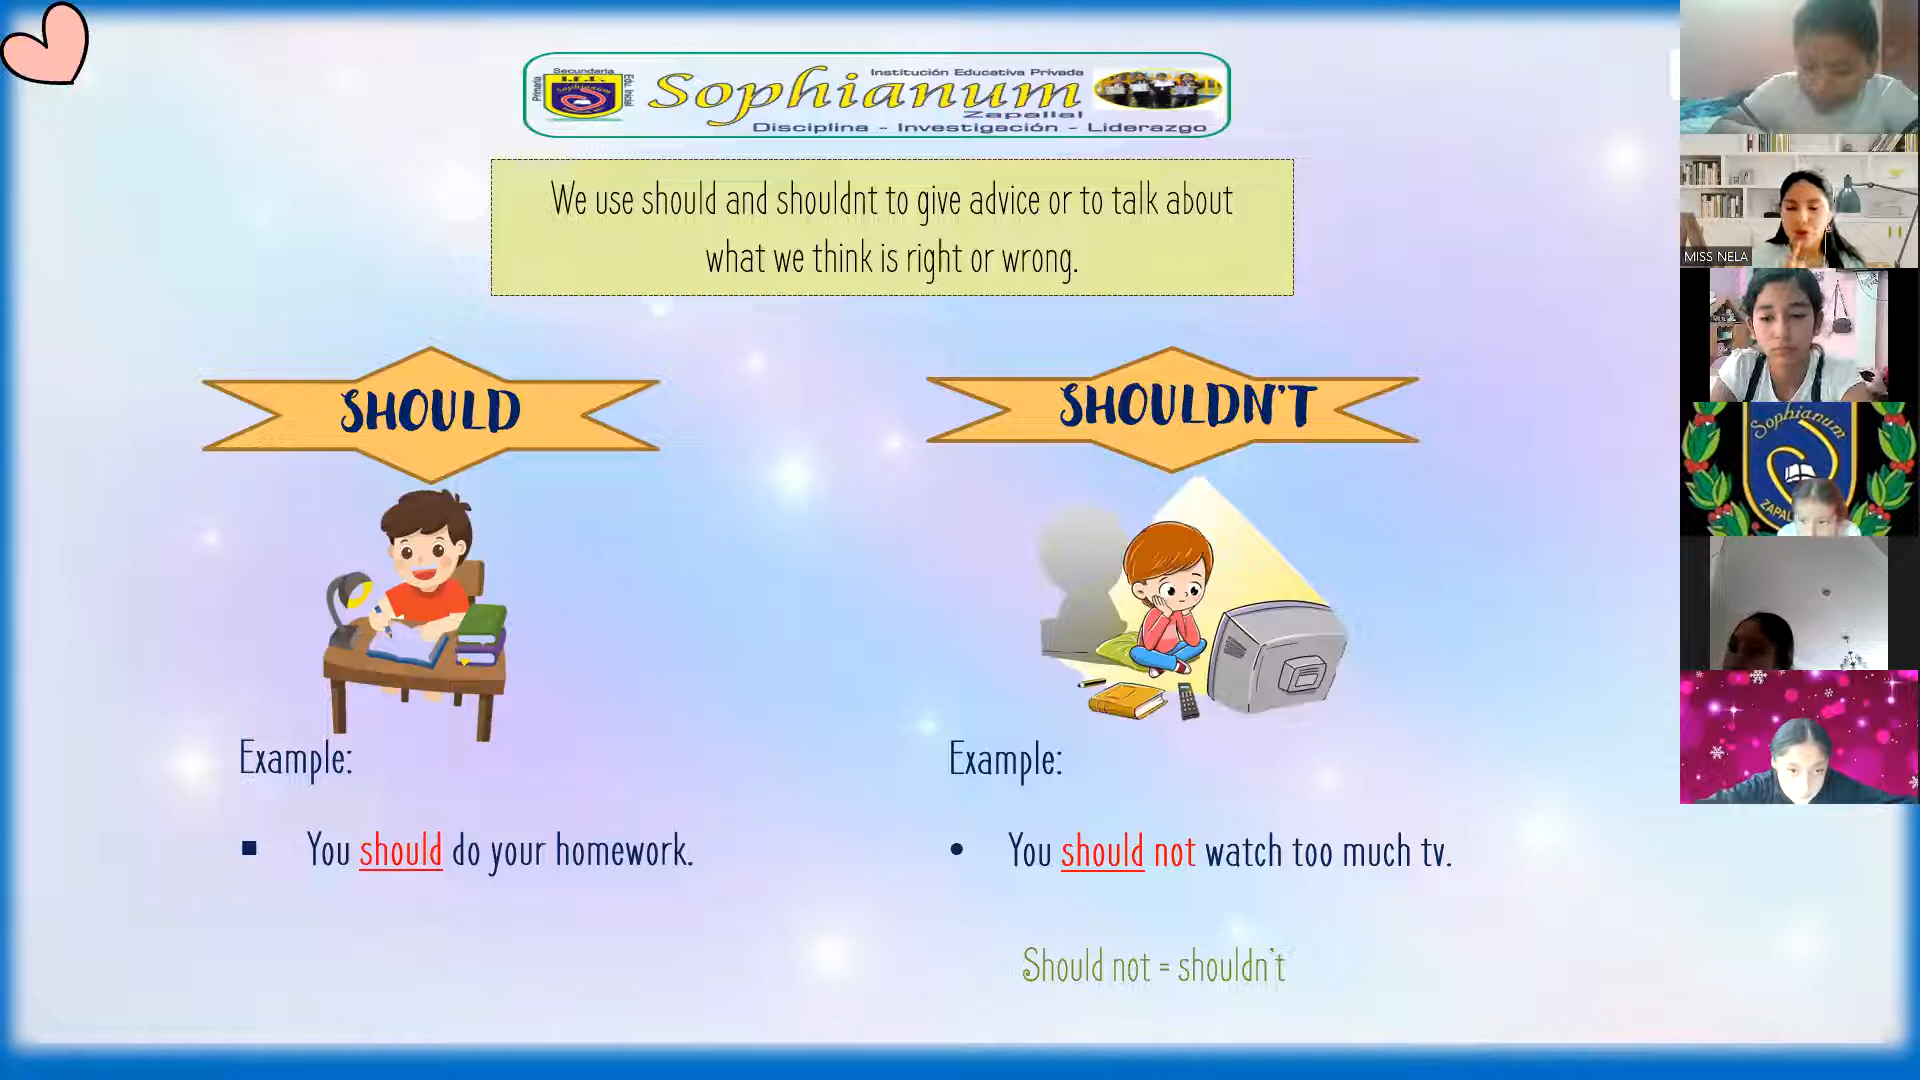 Secundaria
Primaria
I.E.P.
Sophianum
Edu. Inicial
Sophianum
Institución Educativa Privada
Zapallal
Disciplina - Investigación - Liderazgo
We use should and shouldnt to give advice or to talk about
what we think is right or wrong.
SHOULD
SHOULDN'T
Example:
You should do your homework.
Example:
You should not watch too much tv.
Should not = shouldn't
MISS NELA
Sophianum